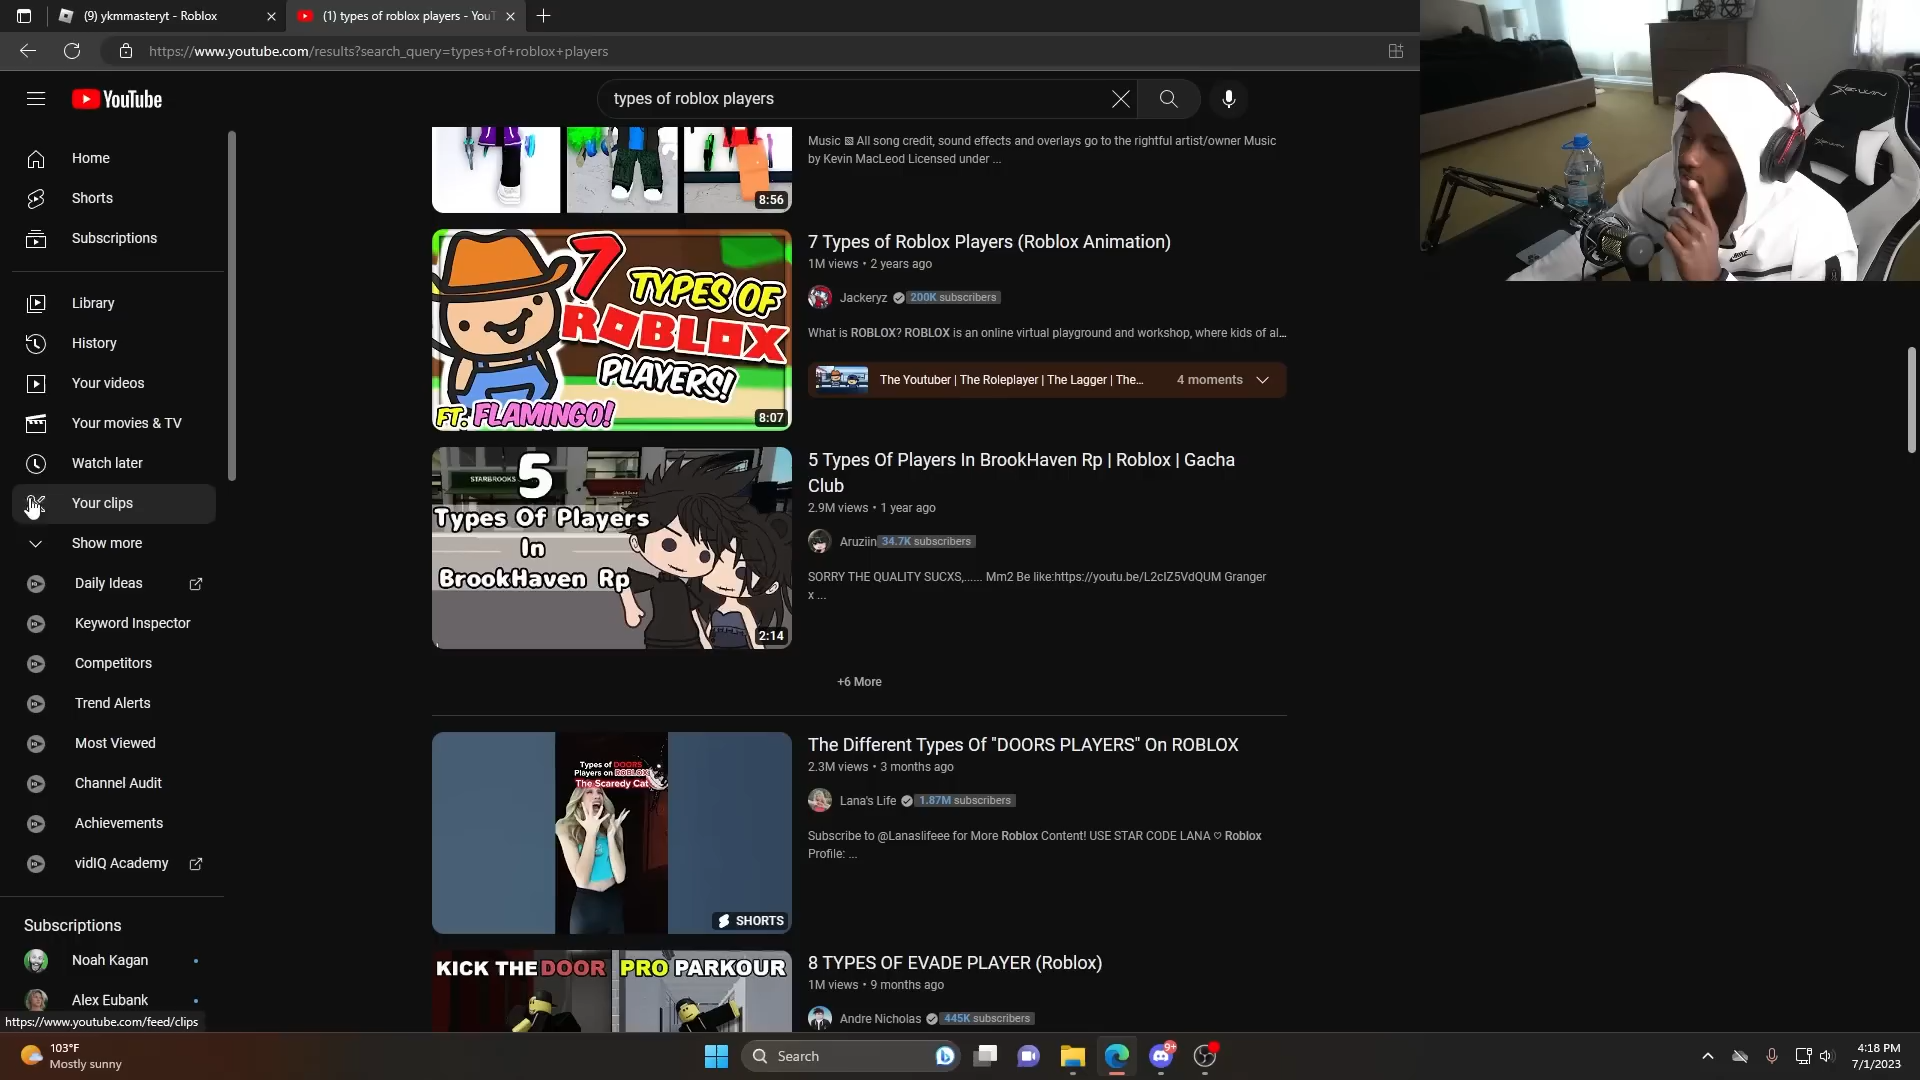 (9) ykmmasteryt - Roblox
(1) types of roblox players - YouT
https://www.youtube.com/results?search_query=types+of+roblox+players
YouTube
types of roblox players
Home
Shorts
Subscriptions
Library
History
Your videos
Your movies & TV
Watch later
Your clips
Show more
Daily Ideas
Keyword Inspector
Competitors
Trend Alerts
Most Viewed
Channel Audit
Achievements
vidIQ Academy
Subscriptions
Noah Kagan
Alex Eubank
https://www.youtube.com/feed/clips
8:56
Music ▧ All song credit, sound effects and overlays go to the rightful artist/owner Music
by Kevin MacLeod Licensed under ...
7 TYPES OF
ROBLOX
PLAYERS!
FT. FLAMINGO!
8:07
7 Types of Roblox Players (Roblox Animation)
1M views • 2 years ago
Jackeryz 200K subscribers
What is ROBLOX? ROBLOX is an online virtual playground and workshop, where kids of al...
The Youtuber | The Roleplayer | The Lagger | The... 4 moments
STARBROOKS
5
Types Of Players
In
BrookHaven Rp
2:14
5 Types Of Players In BrookHaven Rp | Roblox | Gacha
Club
2.9M views • 1 year ago
Aruziin 34.7K subscribers
SORRY THE QUALITY SUCXS,...... Mm2 Be like:https://youtu.be/L2cIZ5VdQUM Granger
x ...
+6 More
Types of DOORS
Players on ROBLOX
The Scaredy Cat
SHORTS
The Different Types Of "DOORS PLAYERS" On ROBLOX
2.3M views • 3 months ago
Lana's Life 1.87M subscribers
Subscribe to @Lanaslifeee for More Roblox Content! USE STAR CODE LANA ♡ Roblox
Profile: ...
KICK THE DOOR PRO PARKOUR
8 TYPES OF EVADE PLAYER (Roblox)
1M views • 9 months ago
Andre Nicholas 445K subscribers
103°F
Mostly sunny
Search
9+
4:18 PM
7/1/2023